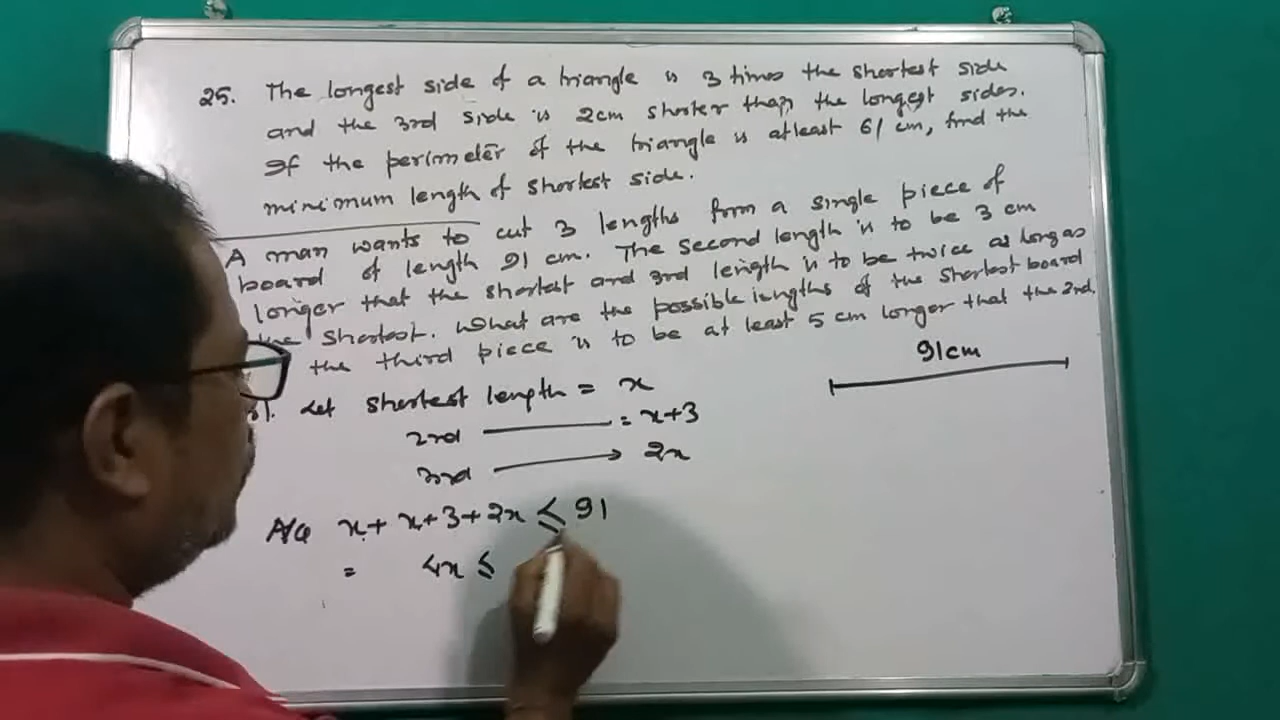 25. The longest side of a triangle is 3 times the shortest side
and the 3rd side is 2cm shorter than the longest sides.
If the perimeter of the triangle is atleast 61 cm, find the
minimum length of shortest side.
A man wants to cut 3 lengths form a single piece of
board of length 91 cm. The second length is to be 3 cm
longer that the shortest and 3rd length is to be twice as long as
the shortest. What are the possible lengths of the shortest board
the third piece is to be at least 5 cm longer that the 2nd.
91cm
Let shortest length = x
2rd = x+3
3rd 2x
A/Q x + x+3+2x ≤ 91
= 4x ≤